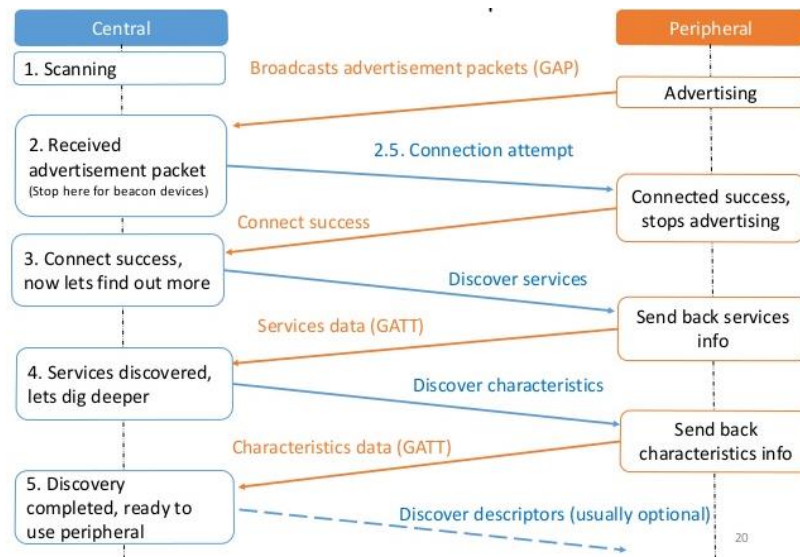 Central
Peripheral
1. Scanning
Broadcasts advertisement packets (GAP)
Advertising
2. Received
advertisement packet
(Stop here for beacon devices)
2.5. Connection attempt
Connected success,
stops advertising
Connect success
3. Connect success,
now lets find out more
Discover services
Send back services
info
Services data (GATT)
4. Services discovered,
lets dig deeper
Discover characteristics
Send back
characteristics info
Characteristics data (GATT)
5. Discovery
completed, ready to
use peripheral
Discover descriptors (usually optional)
20